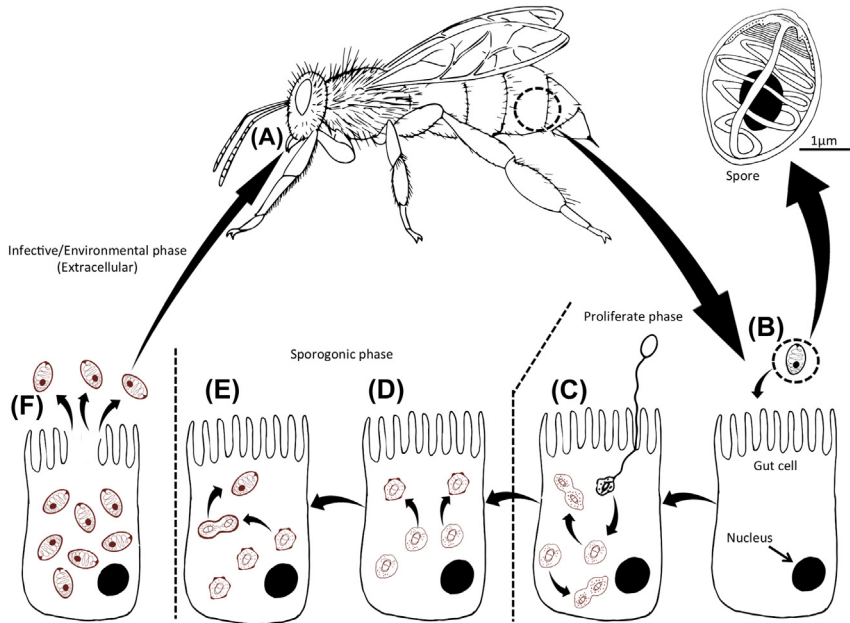 (A)
1μm
Spore
Infective/Environmental phase
(Extracellular)
Proliferate phase
(B)
Sporogonic phase
(F)
(E)
(D)
(C)
Gut cell
Nucleus